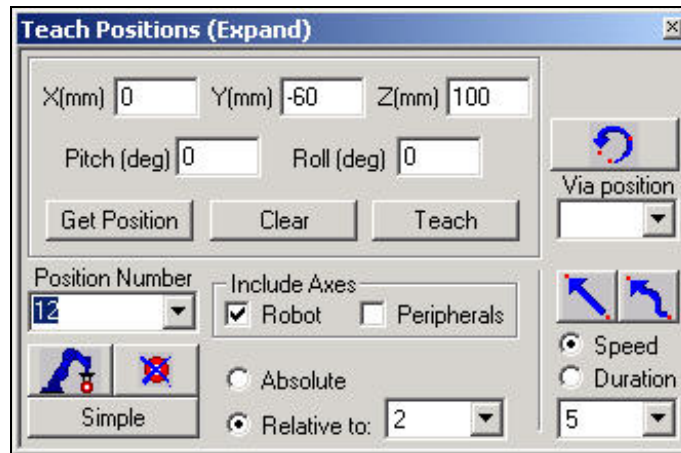 Teach Positions (Expand)
X(mm) 0 Y(mm) -60 Z(mm) 100
Pitch (deg) 0 Roll (deg) 0
Get Position Clear Teach
Via position
Position Number
12
Include Axes
Robot Peripherals
Simple
Absolute
Relative to: 2
Speed
Duration
5